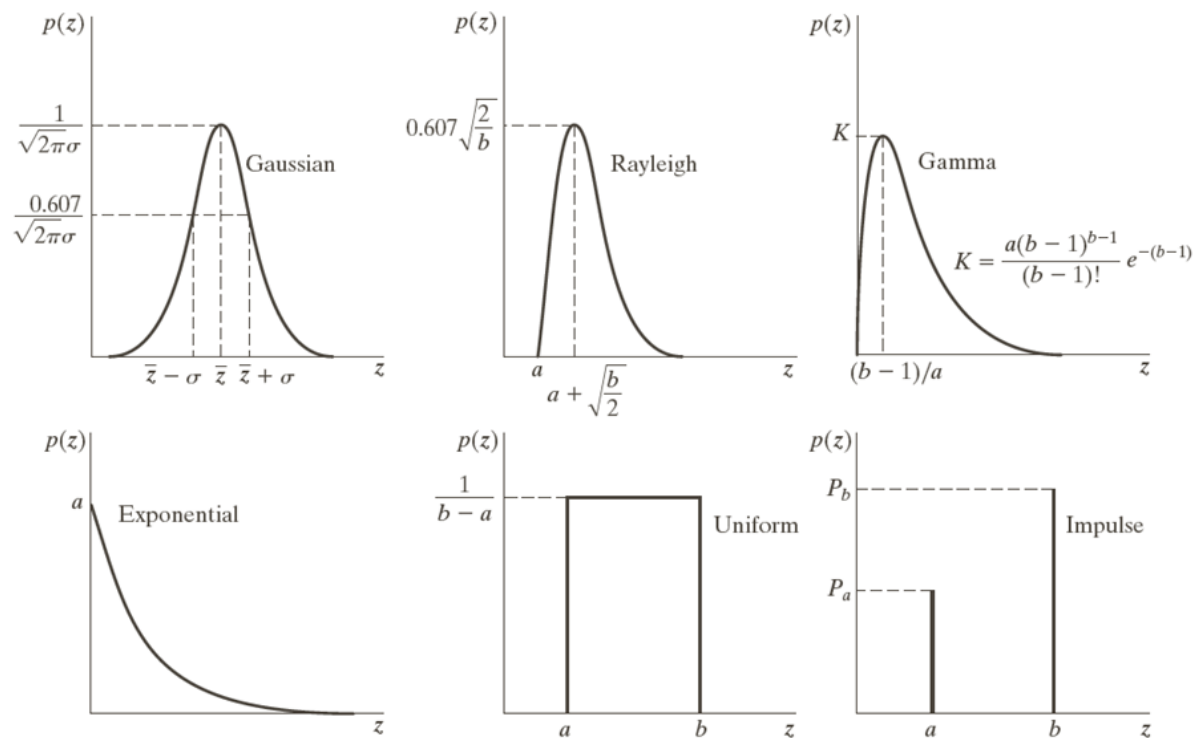 p(z)
1/√2πσ
Gaussian
0.607/√2πσ
z̄ − σ z̄ z̄ + σ z
p(z)
0.607√2/b
Rayleigh
a z
a + √b/2
p(z)
K
Gamma
K = a(b − 1)^{b−1}/(b − 1)! e^{−(b−1)}
(b − 1)/a z
p(z)
a
Exponential
z
p(z)
1/b − a
Uniform
a b z
p(z)
P_b
Impulse
P_a
a b z